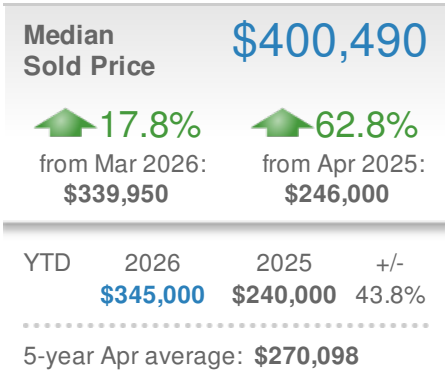 Median
Sold Price
$400,490
17.8%
from Mar 2026:
$339,950
62.8%
from Apr 2025:
$246,000
YTD 2026 2025 +/-
$345,000 $240,000 43.8%
5-year Apr average: $270,098